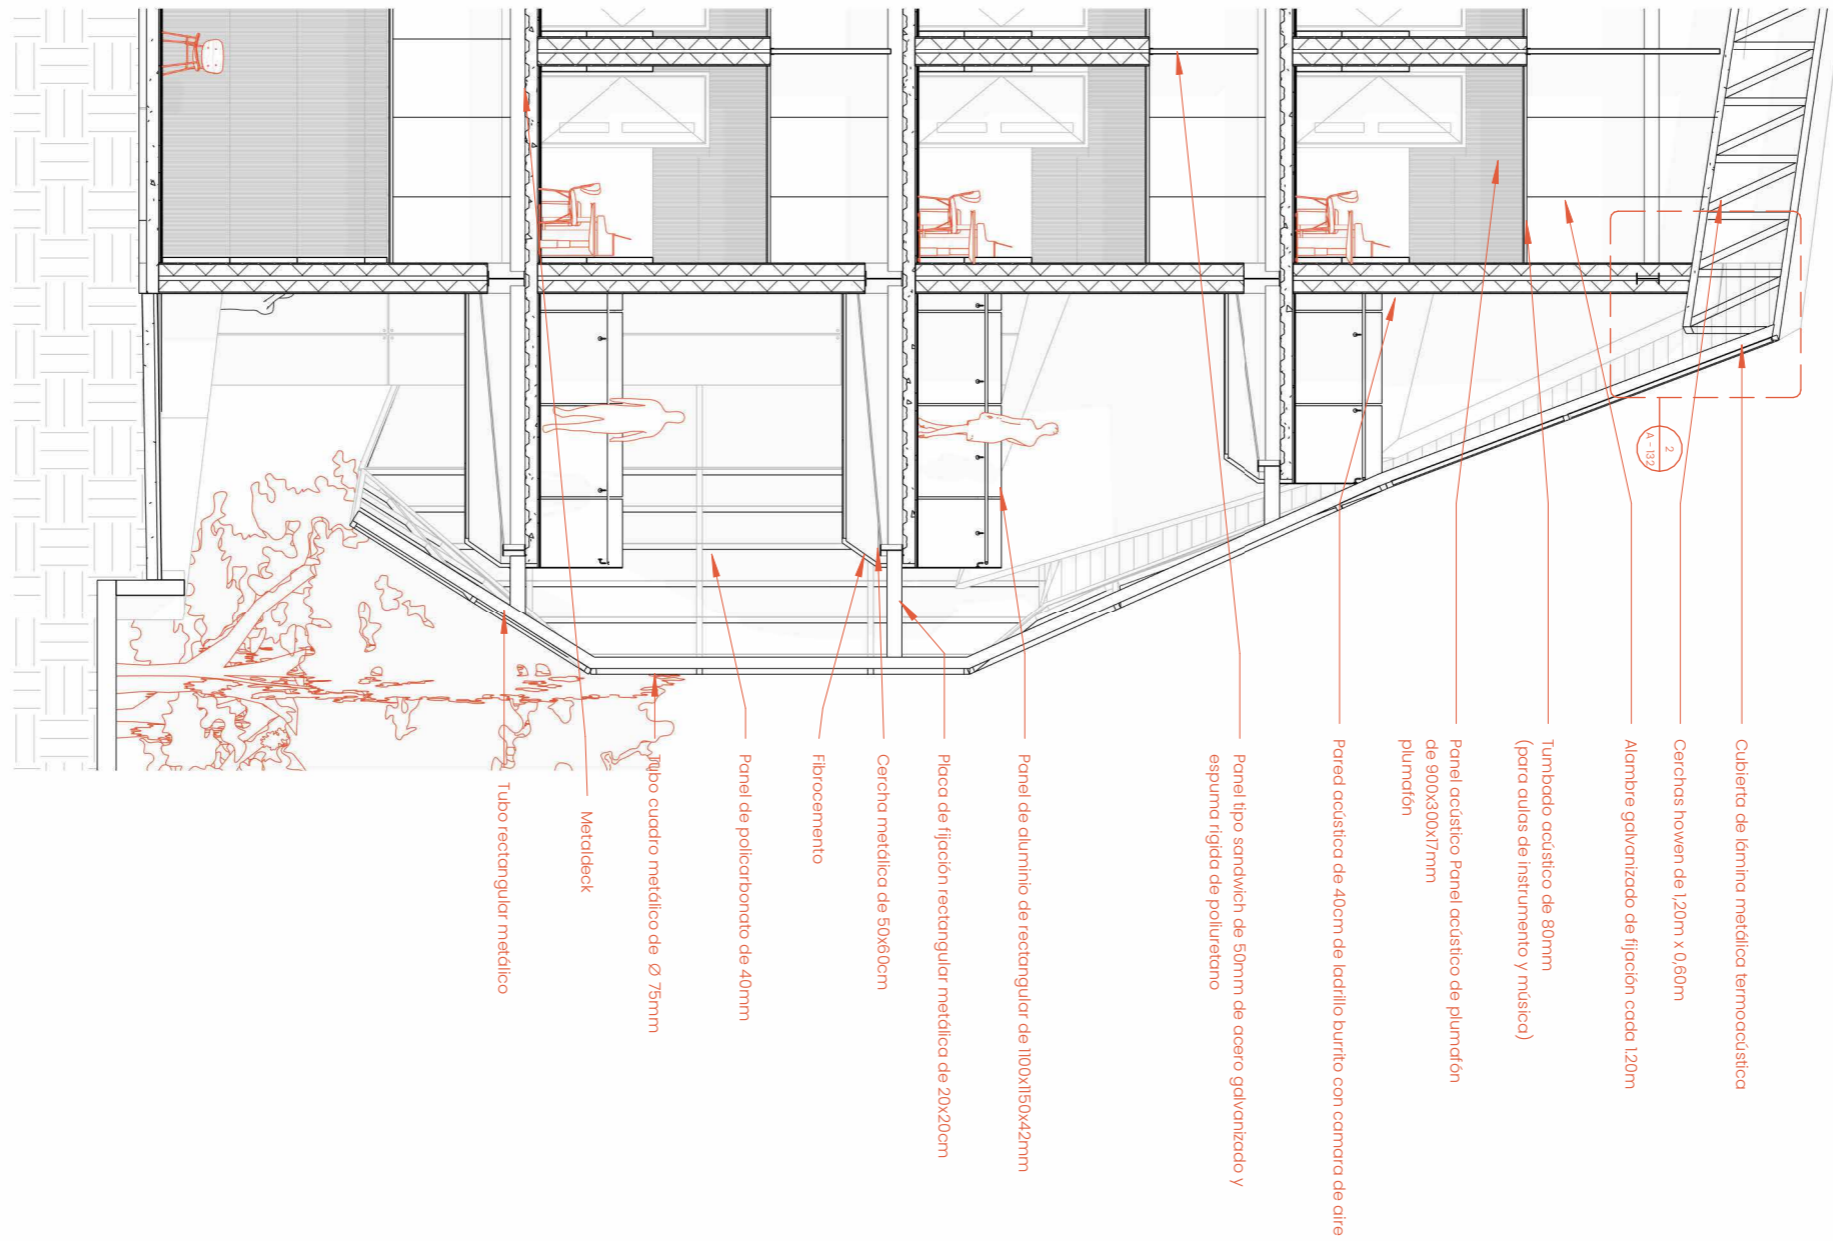 Cubierta de lámina metálica termoacústica
Cerchas howen de 1,20m x 0,60m
Alambre galvanizado de fijación cada 1.20m
Tumbado acústico de 80mm
(para aulas de instrumento y música)
Panel acústico Panel acústico de plumafón
de 900x300x17mm
plumafón
Pared acústica de 40cm de ladrillo burrito con camara de aire
Panel tipo sandwich de 50mm de acero galvanizado y
espuma rigida de poliuretano
Panel de aluminio de rectangular de 1100x1150x42mm
Placa de fijación rectangular metálica de 20x20cm
Cercha metálica de 50x60cm
Fibrocemento
Panel de policarbonato de 40mm
Tubo cuadro metálico de Ø 75mm
Metaldeck
Tubo rectangular metálico
2
A-132